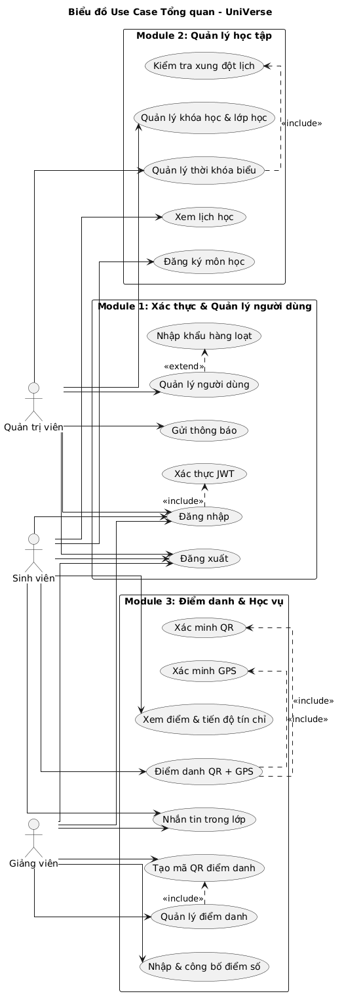 Biểu đồ Use Case Tổng quan - UniVerse
Module 2: Quản lý học tập
Kiểm tra xung đột lịch
«include»
Quản lý khóa học & lớp học
Quản lý thời khóa biểu
Xem lịch học
Đăng ký môn học
Module 1: Xác thực & Quản lý người dùng
Nhập khẩu hàng loạt
«extend»
Quản lý người dùng
Quản trị viên
Gửi thông báo
Xác thực JWT
«include»
Đăng nhập
Đăng xuất
Sinh viên
Module 3: Điểm danh & Học vụ
Xác minh QR
Xác minh GPS
«include»
Xem điểm & tiến độ tín chỉ
«include»
Điểm danh QR + GPS
Nhắn tin trong lớp
Giảng viên
Tạo mã QR điểm danh
«include»
Quản lý điểm danh
Nhập & công bố điểm số